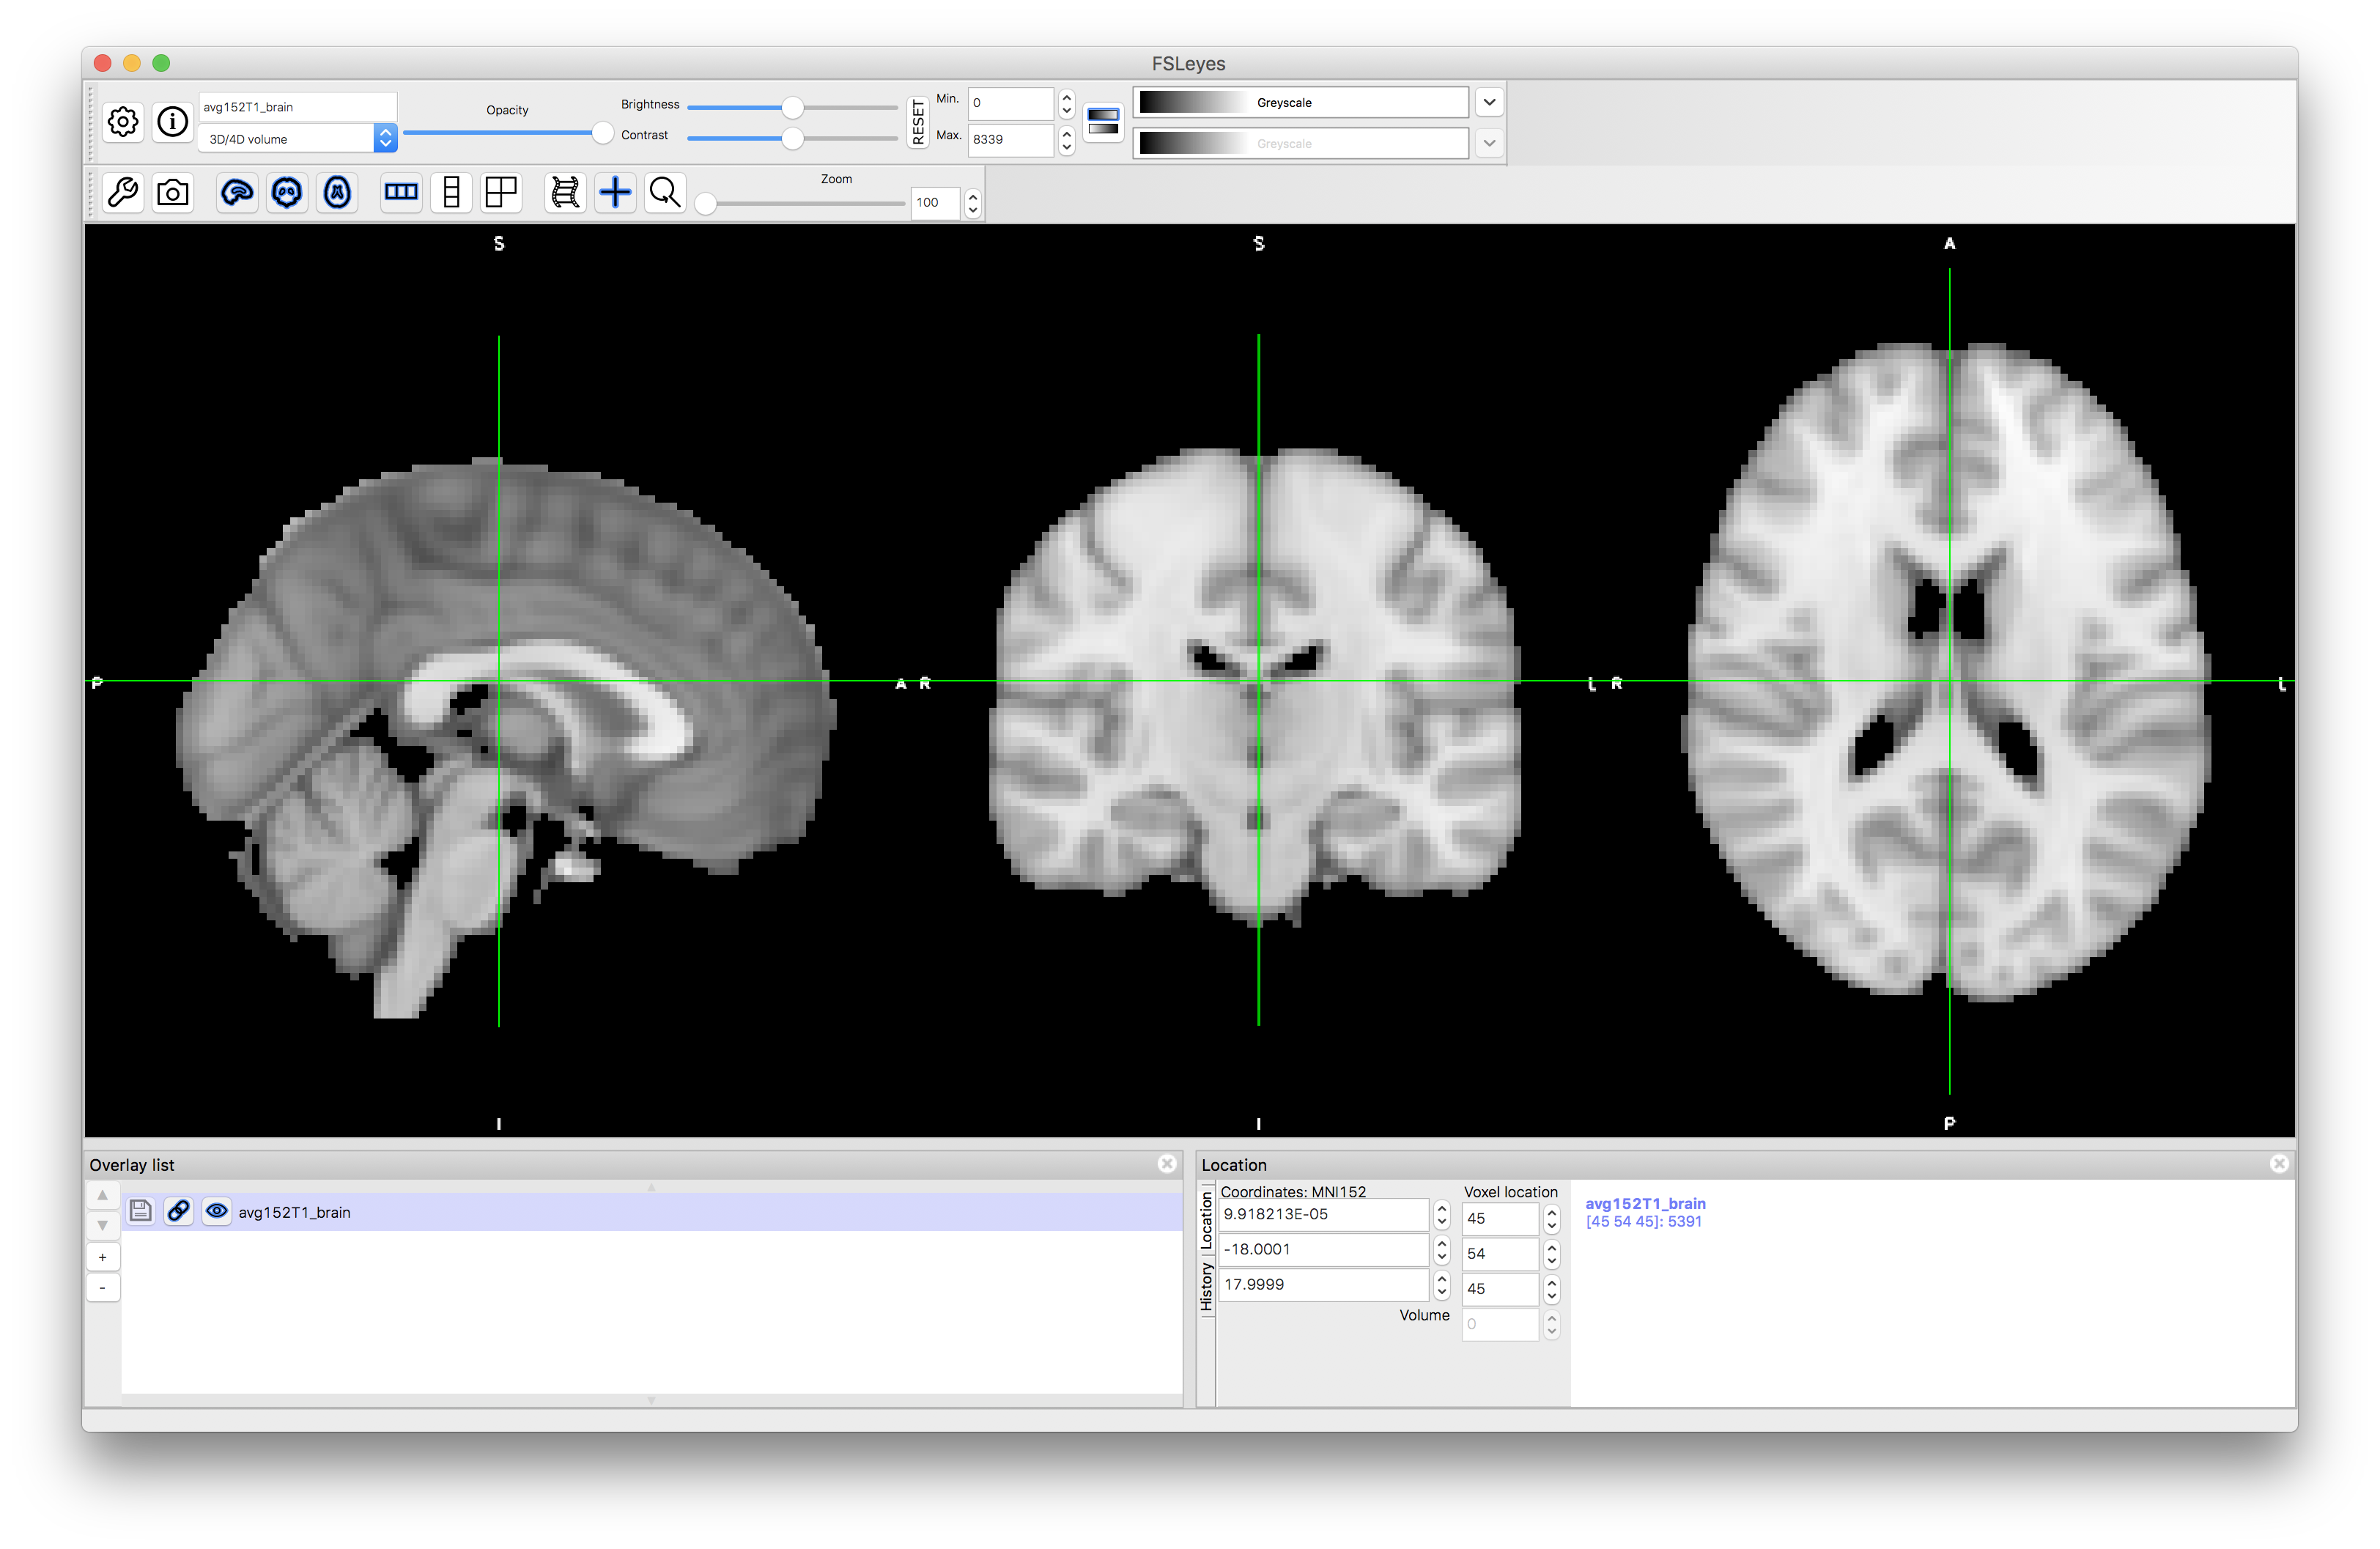 FSLeyes
avg152T1_brain
3D/4D volume
Opacity
Brightness
Contrast
RESET
Min.
0
Max.
8339
Greyscale
Greyscale
Zoom
100
S
S
A
P
A
R
L
R
L
I
I
P
Overlay list
avg152T1_brain
+
-
Location
Location
History
Coordinates: MNI152
9.918213E-05
-18.0001
17.9999
Volume
Voxel location
45
54
45
0
avg152T1_brain
[45 54 45]: 5391